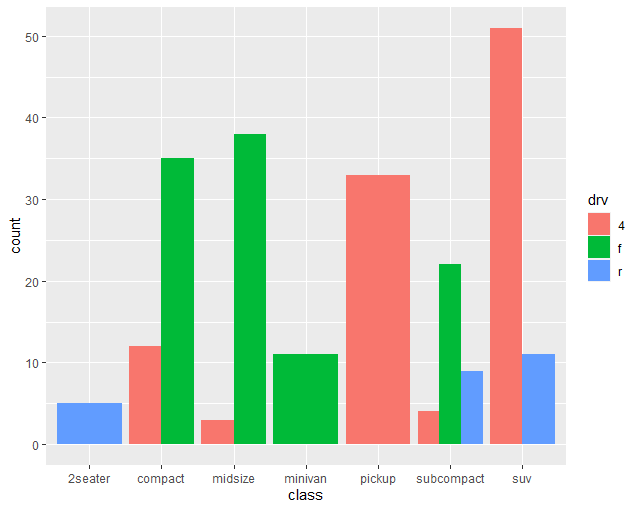 50
40
30
20
10
0
count
2seater compact midsize minivan pickup subcompact suv
class
drv
4
f
r